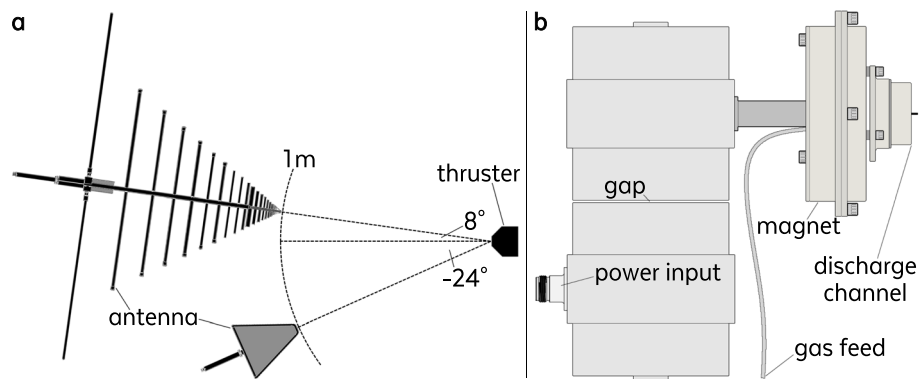 a
1m
thruster
8°
-24°
antenna
b
gap
magnet
power input
discharge
channel
gas feed